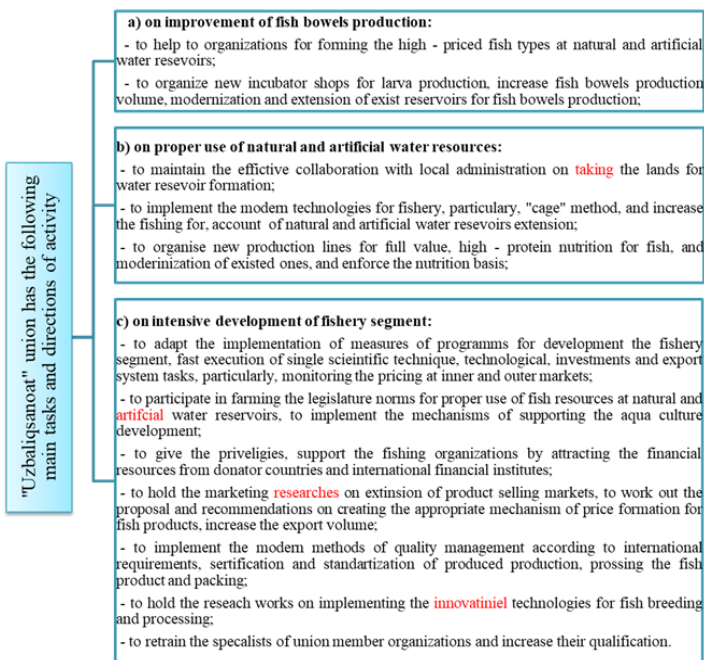 "Uzbaliqsanoat" union has the following
main tasks and directions of activity
a) on improvement of fish bowels production:
- to help to organizations for forming the high - priced fish types at natural and artificial
water resevoirs;
- to organize new incubator shops for larva production, increase fish bowels production
volume, modernization and extension of exist reservoirs for fish bowels production;
b) on proper use of natural and artificial water resources:
- to maintain the effictive collaboration with local administration on taking the lands for
water resevoir formation;
- to implement the modern technologies for fishery, particulary, "cage" method, and increase
the fishing for, account of natural and artificial water resevoirs extension;
- to organise new production lines for full value, high - protein nutrition for fish, and
moderinization of existed ones, and enforce the nutrition basis;
c) on intensive development of fishery segment:
- to adapt the implementation of measures of programms for development the fishery
segment, fast execution of single scieintific technique, technological, investments and export
system tasks, particularly, monitoring the pricing at inner and outer markets;
- to participate in farming the legislature norms for proper use of fish resources at natural and
artifcial water reservoirs, to implement the mechanisms of supporting the aqua culture
development;
- to give the priveligies, support the fishing organizations by attracting the financial
resources from donator countries and international financial institutes;
- to hold the marketing researches on extinsion of product selling markets, to work out the
proposal and recommendations on creating the appropriate mechanism of price formation for
fish products, increase the export volume;
- to implement the modern methods of quality management according to international
requirements, sertification and standartization of produced production, prossing the fish
product and packing;
- to hold the reseach works on implementing the innovatiniel technologies for fish breeding
and processing;
- to retrain the specalists of union member organizations and increase their qualification.